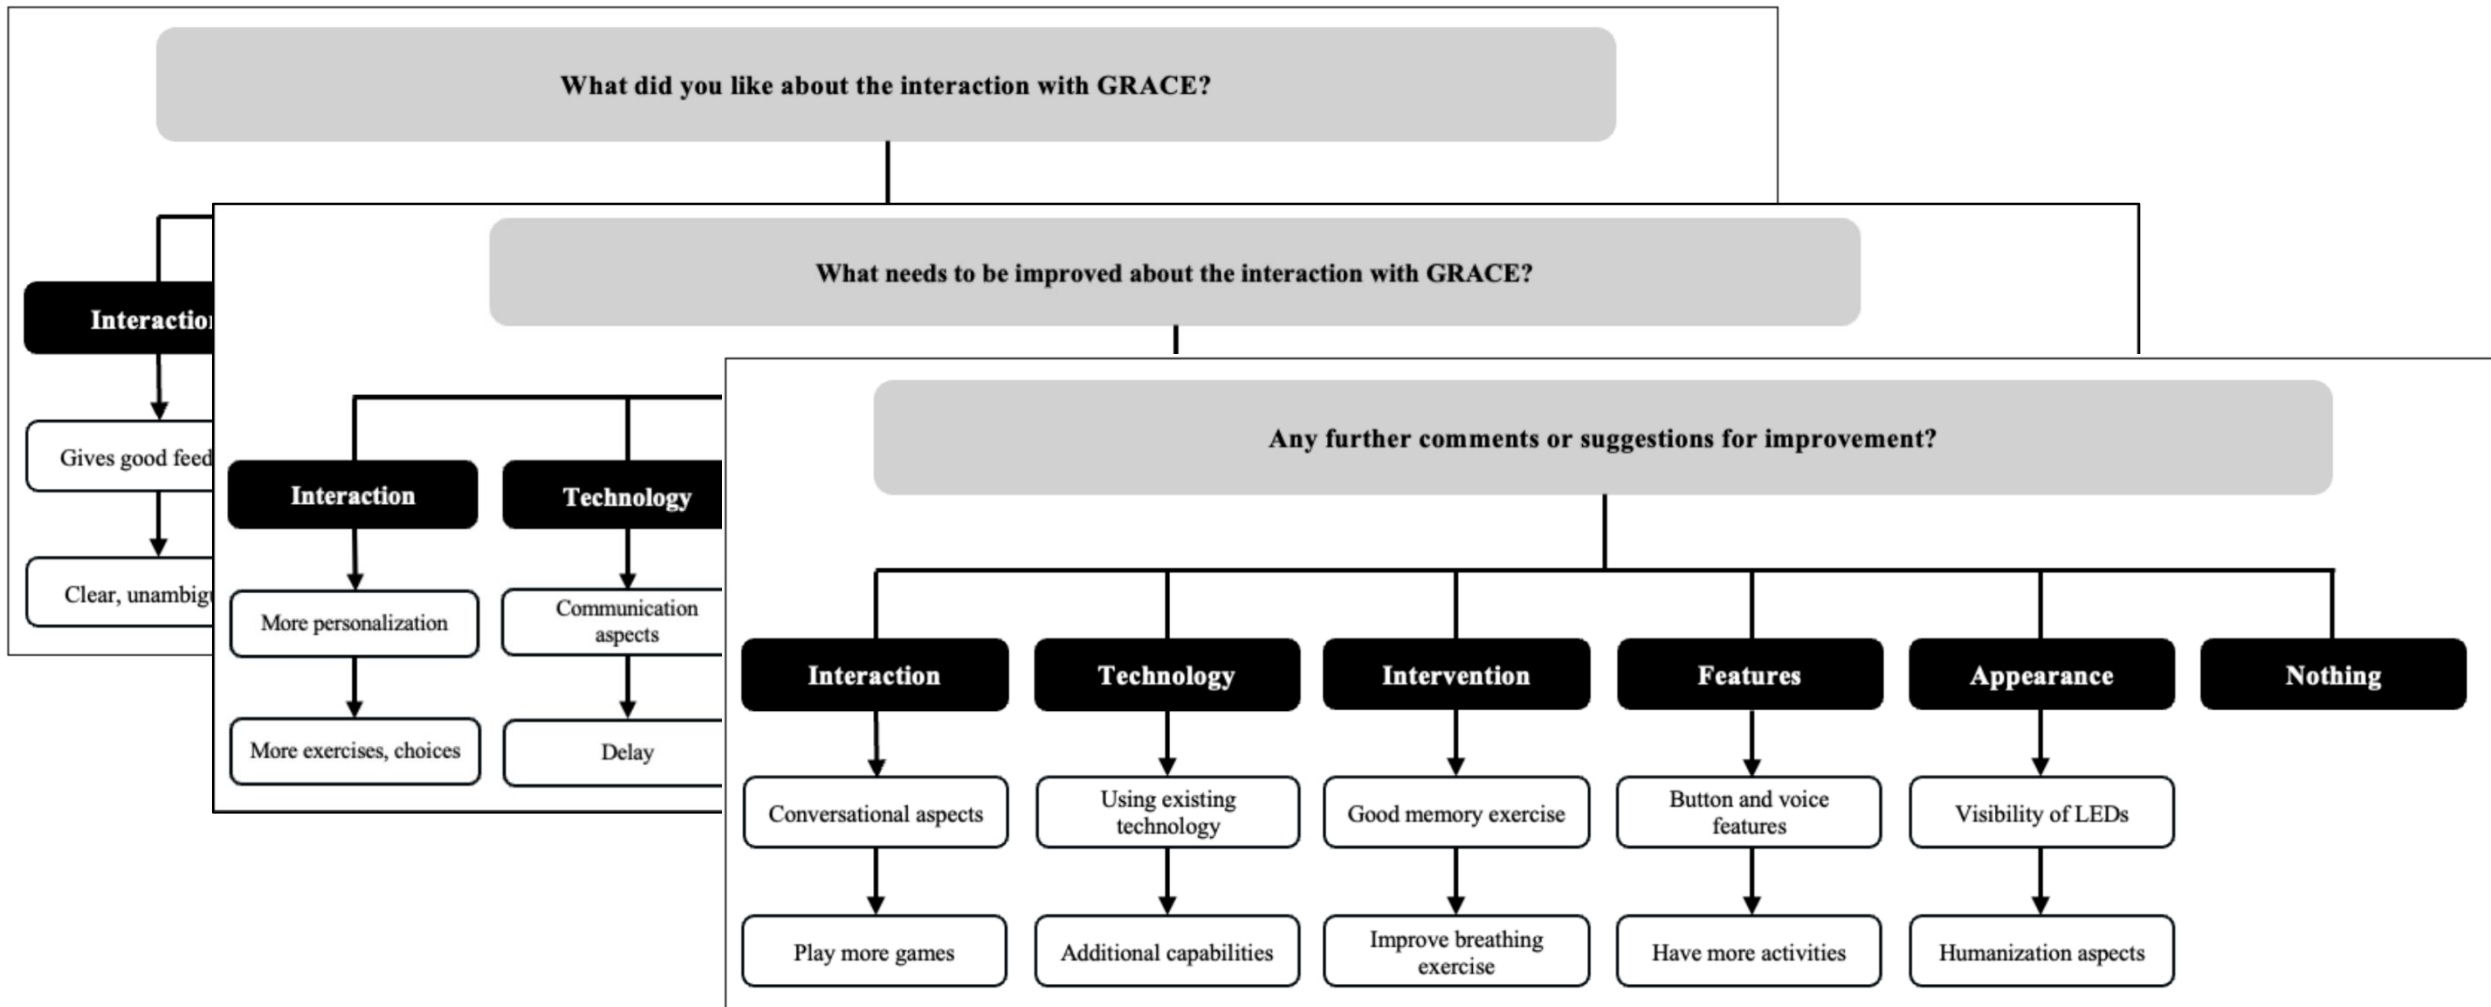 What did you like about the interaction with GRACE?
Gives good
Clear,
What needs to be improved about the interaction with GRACE?
Interaction
Technology
More personalization
Communication
aspects
More exercises, choices
Delay
Any further comments or suggestions for improvement?
Interaction
Technology
Intervention
Features
Appearance
Nothing
Conversational aspects
Using existing
technology
Good memory exercise
Button and voice
features
Visibility of LEDs
Play more games
Additional capabilities
Improve breathing
exercise
Have more activities
Humanization aspects